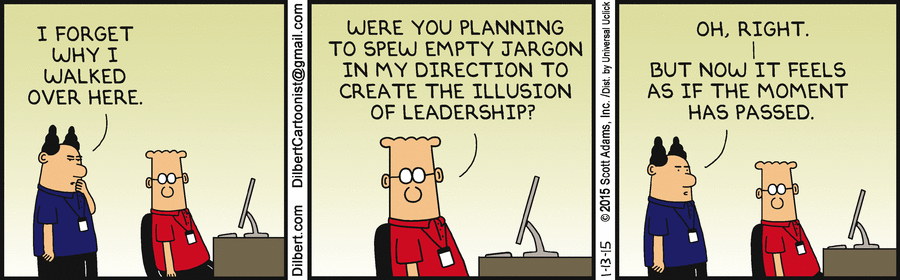 I FORGET
WHY I
WALKED
OVER HERE.
DilbertCartoonist@gmail.com
Dilbert.com
WERE YOU PLANNING
TO SPEW EMPTY JARGON
IN MY DIRECTION TO
CREATE THE ILLUSION
OF LEADERSHIP?
© 2015 Scott Adams, Inc. /Dist. by Universal Uclick
1-13-15
OH, RIGHT.
BUT NOW IT FEELS
AS IF THE MOMENT
HAS PASSED.